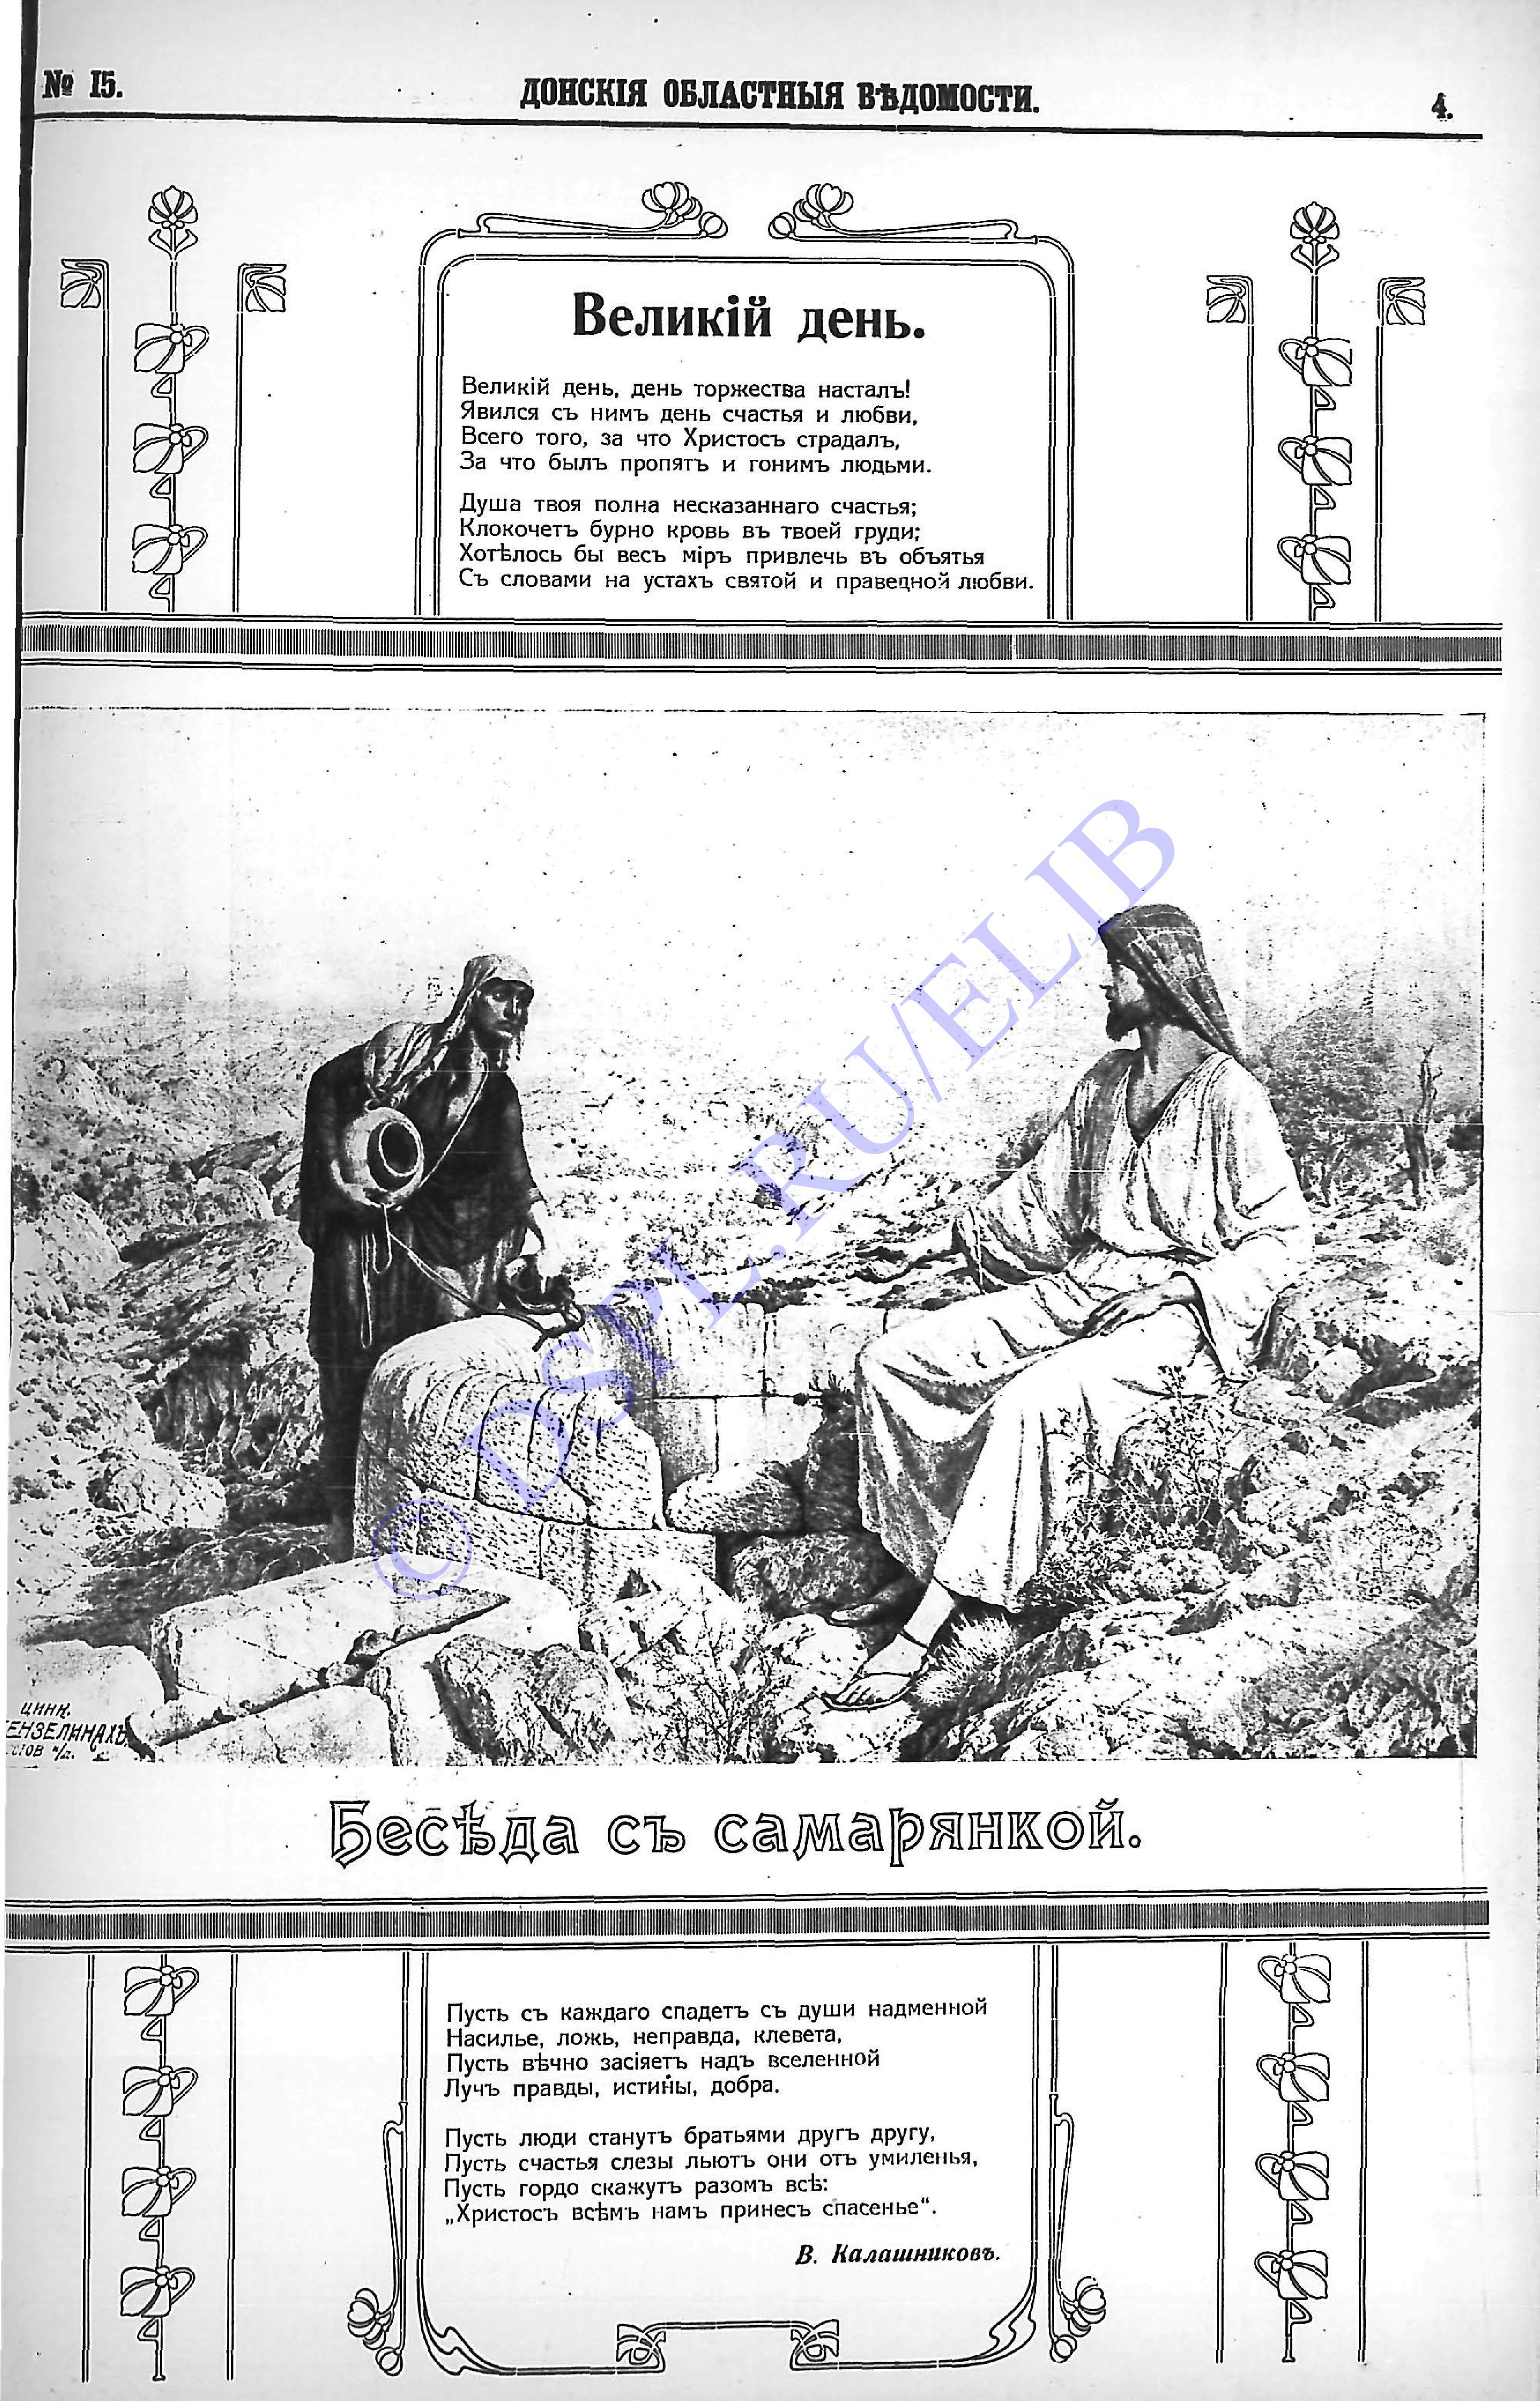 № 15.
ДОНСКІЯ ОБЛАСТНЫЯ ВѢДОМОСТИ.
4.
Великій день.
Великій день, день торжества насталъ!
Явился съ нимъ день счастья и любви,
Всего того, за что Христосъ страдалъ,
За что былъ пропятъ и гонимъ людьми.
Душа твоя полна несказаннаго счастья;
Клокочетъ бурно кровь въ твоей груди;
Хотѣлось бы весъ міръ привлечь въ объятья
Съ словами на устахъ святой и праведной любви.
© DSPL.RU/ELIB
ЦИНК.
Бесѣда съ самарянкой.
Пусть съ каждаго спадетъ съ души надменной
Насилье, ложь, неправда, клевета,
Пусть вѣчно засіяетъ надъ вселенной
Лучъ правды, истины, добра.
Пусть люди станутъ братьями другъ другу,
Пусть счастья слезы льютъ они отъ умиленья,
Пусть гордо скажутъ разомъ всѣ:
„Христосъ всѣмъ намъ принесъ спасенье“.
В. Калашниковъ.